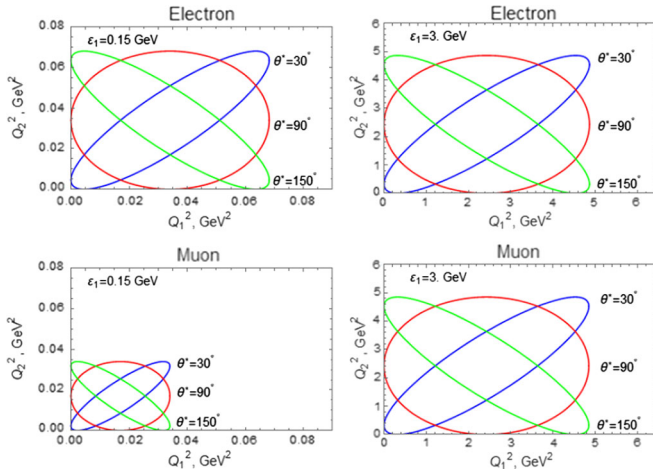 Electron
ε₁=0.15 GeV
Q₂², GeV²
0.08
0.06
0.04
0.02
0.00
θ*=30°
θ*=90°
θ*=150°
0.00 0.02 0.04 0.06 0.08
Q₁², GeV²
Electron
ε₁=3. GeV
Q₂², GeV²
6
5
4
3
2
1
0
θ*=30°
θ*=90°
θ*=150°
0 1 2 3 4 5 6
Q₁², GeV²
Muon
ε₁=0.15 GeV
Q₂², GeV²
0.08
0.06
0.04
0.02
0.00
θ*=30°
θ*=90°
θ*=150°
0.00 0.02 0.04 0.06 0.08
Q₁², GeV²
Muon
ε₁=3. GeV
Q₂², GeV²
6
5
4
3
2
1
0
θ*=30°
θ*=90°
θ*=150°
0 1 2 3 4 5 6
Q₁², GeV²